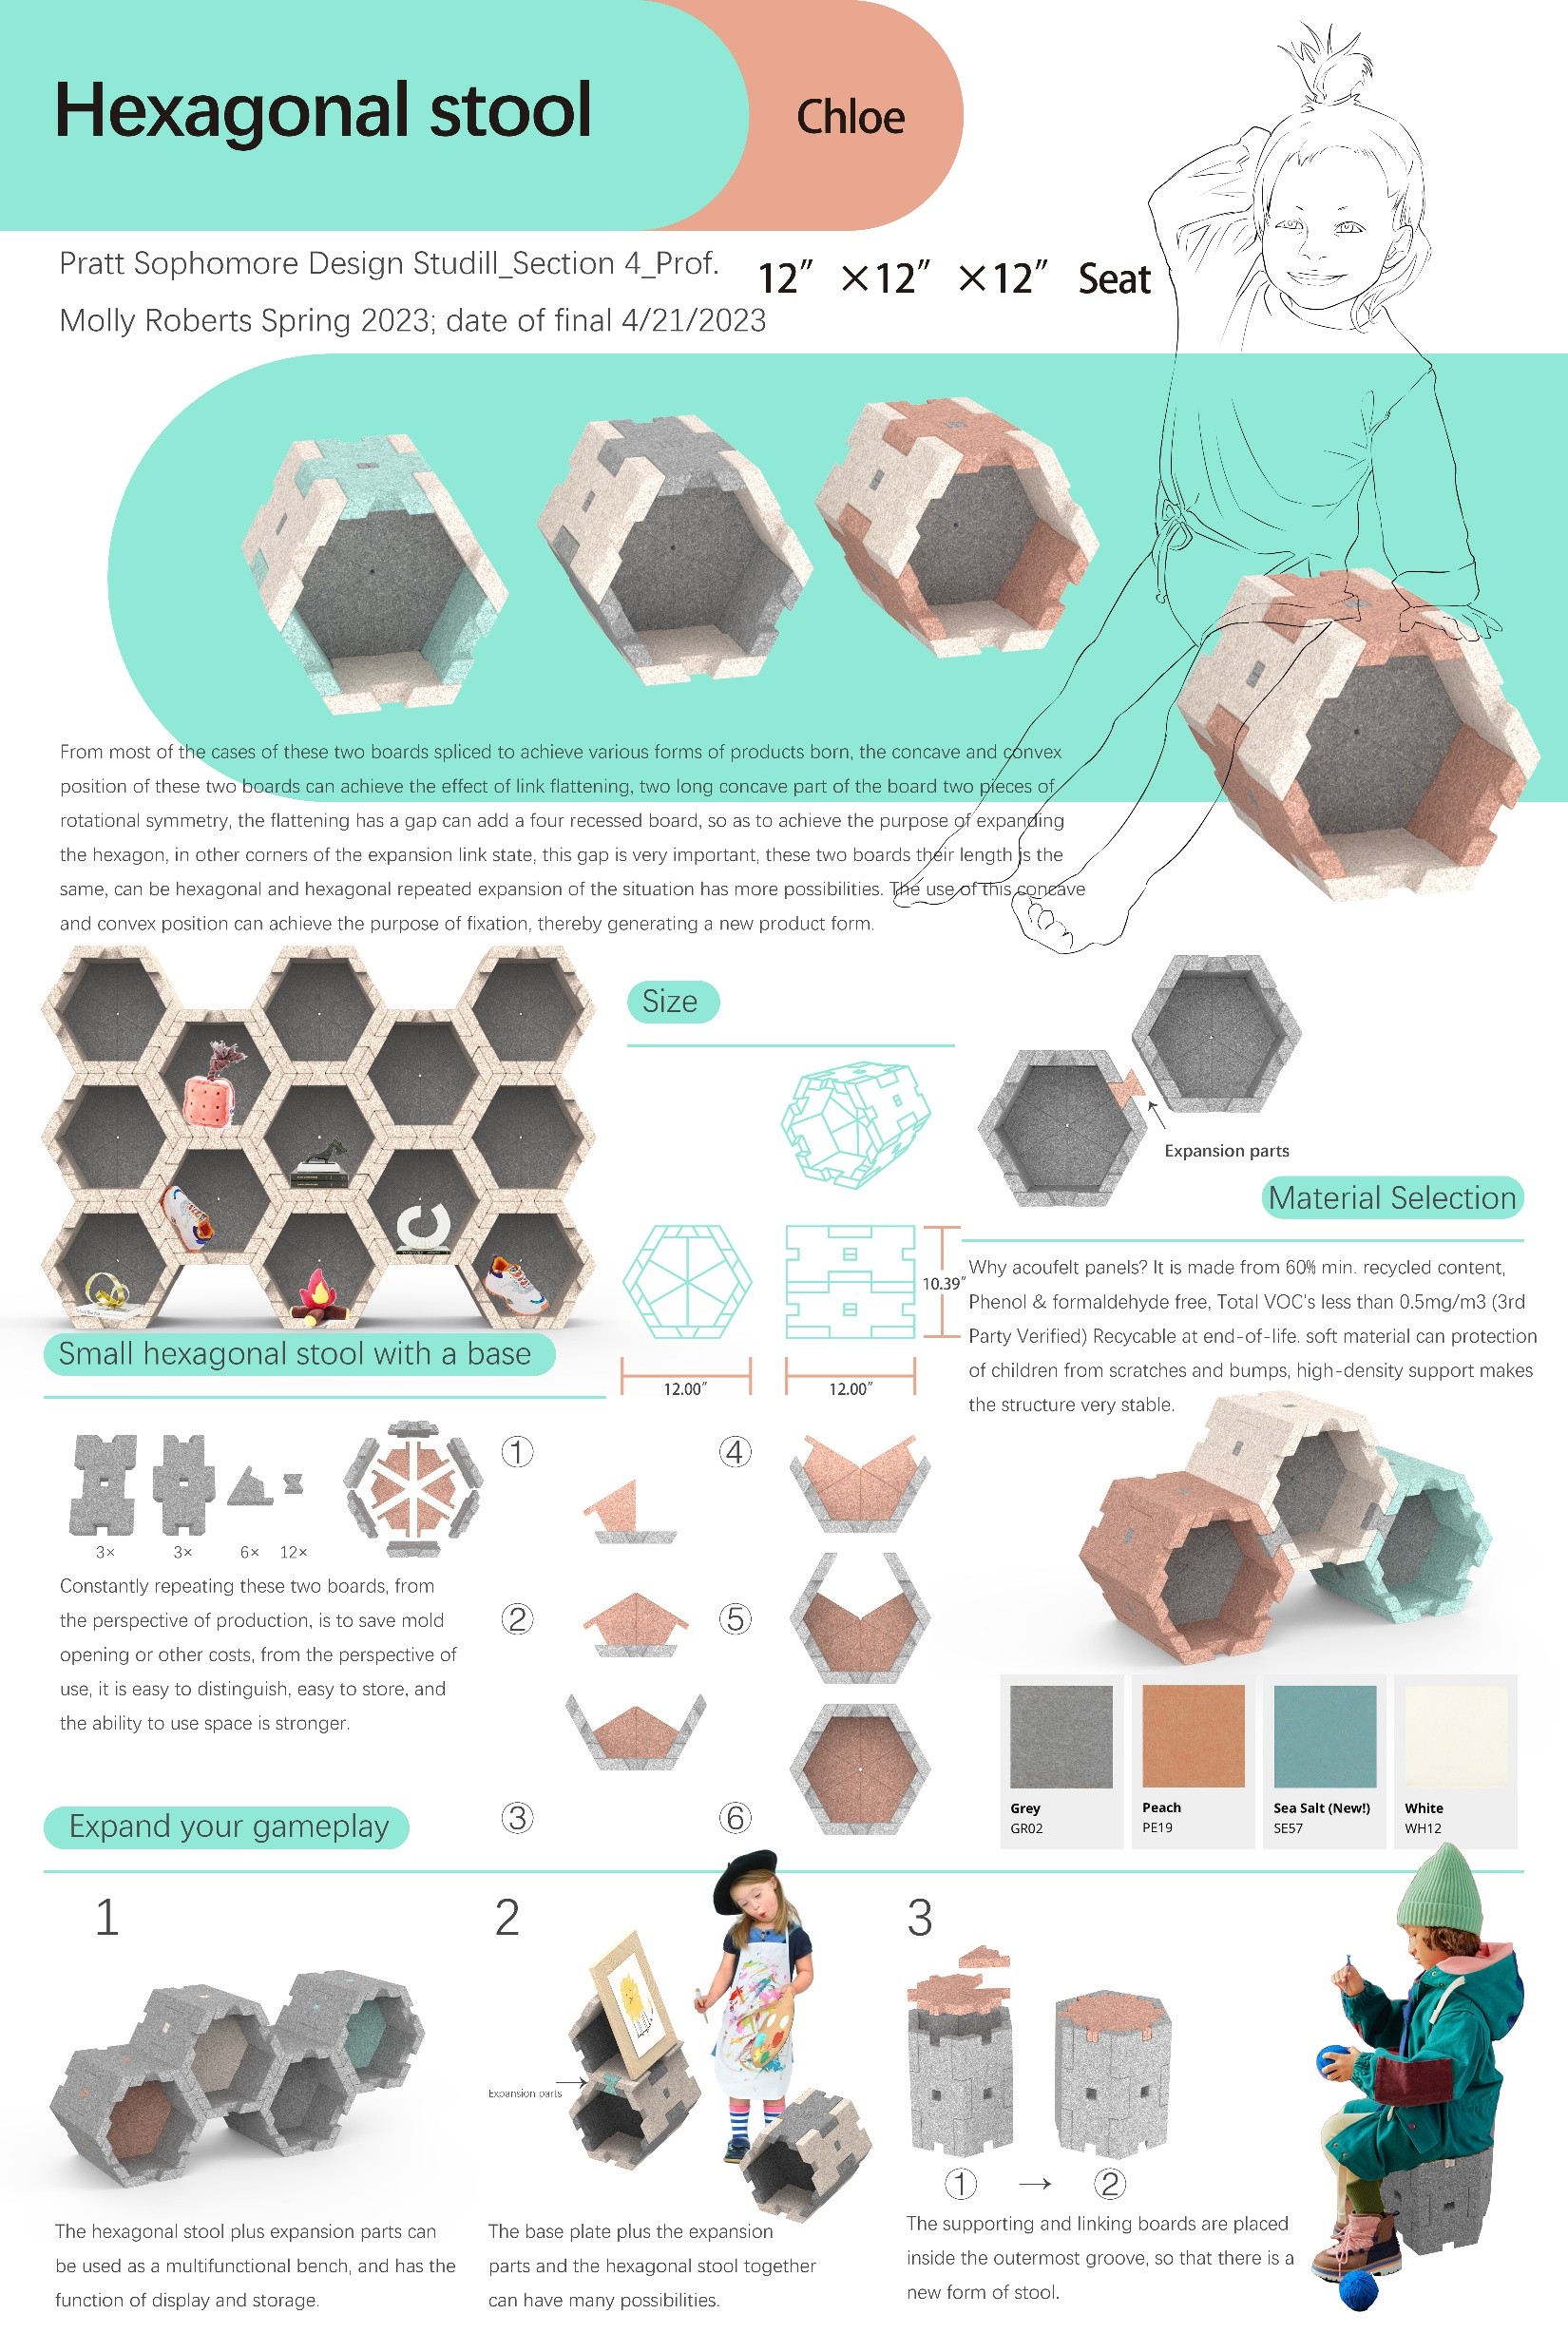 Hexagonal stool
Chloe
Pratt Sophomore Design Studill_Section 4_Prof.
Molly Roberts Spring 2023; date of final 4/21/2023
12” ×12” ×12” Seat
From most of the cases of these two boards spliced to achieve various forms of products born, the concave and convex
position of these two boards can achieve the effect of link flattening, two long concave part of the board two pieces of
rotational symmetry, the flattening has a gap can add a four recessed board, so as to achieve the purpose of expanding
the hexagon, in other corners of the expansion link state, this gap is very important, these two boards their length is the
same, can be hexagonal and hexagonal repeated expansion of the situation has more possibilities. The use of this concave
and convex position can achieve the purpose of fixation, thereby generating a new product form.
Size
Expansion parts
Material Selection
10.39”
12.00”
12.00”
Why acoufelt panels? It is made from 60% min. recycled content,
Phenol & formaldehyde free, Total VOC's less than 0.5mg/m3 (3rd
Party Verified) Recycable at end-of-life. soft material can protection
of children from scratches and bumps, high-density support makes
the structure very stable.
Small hexagonal stool with a base
3×
3×
6×
12×
Constantly repeating these two boards, from
the perspective of production, is to save mold
opening or other costs, from the perspective of
use, it is easy to distinguish, easy to store, and
the ability to use space is stronger.
①
②
③
④
⑤
⑥
Grey
GR02
Peach
PE19
Sea Salt (New!)
SE57
White
WH12
Expand your gameplay
1
The hexagonal stool plus expansion parts can
be used as a multifunctional bench, and has the
function of display and storage.
2
Expansion parts
The base plate plus the expansion
parts and the hexagonal stool together
can have many possibilities.
3
① → ②
The supporting and linking boards are placed
inside the outermost groove, so that there is a
new form of stool.